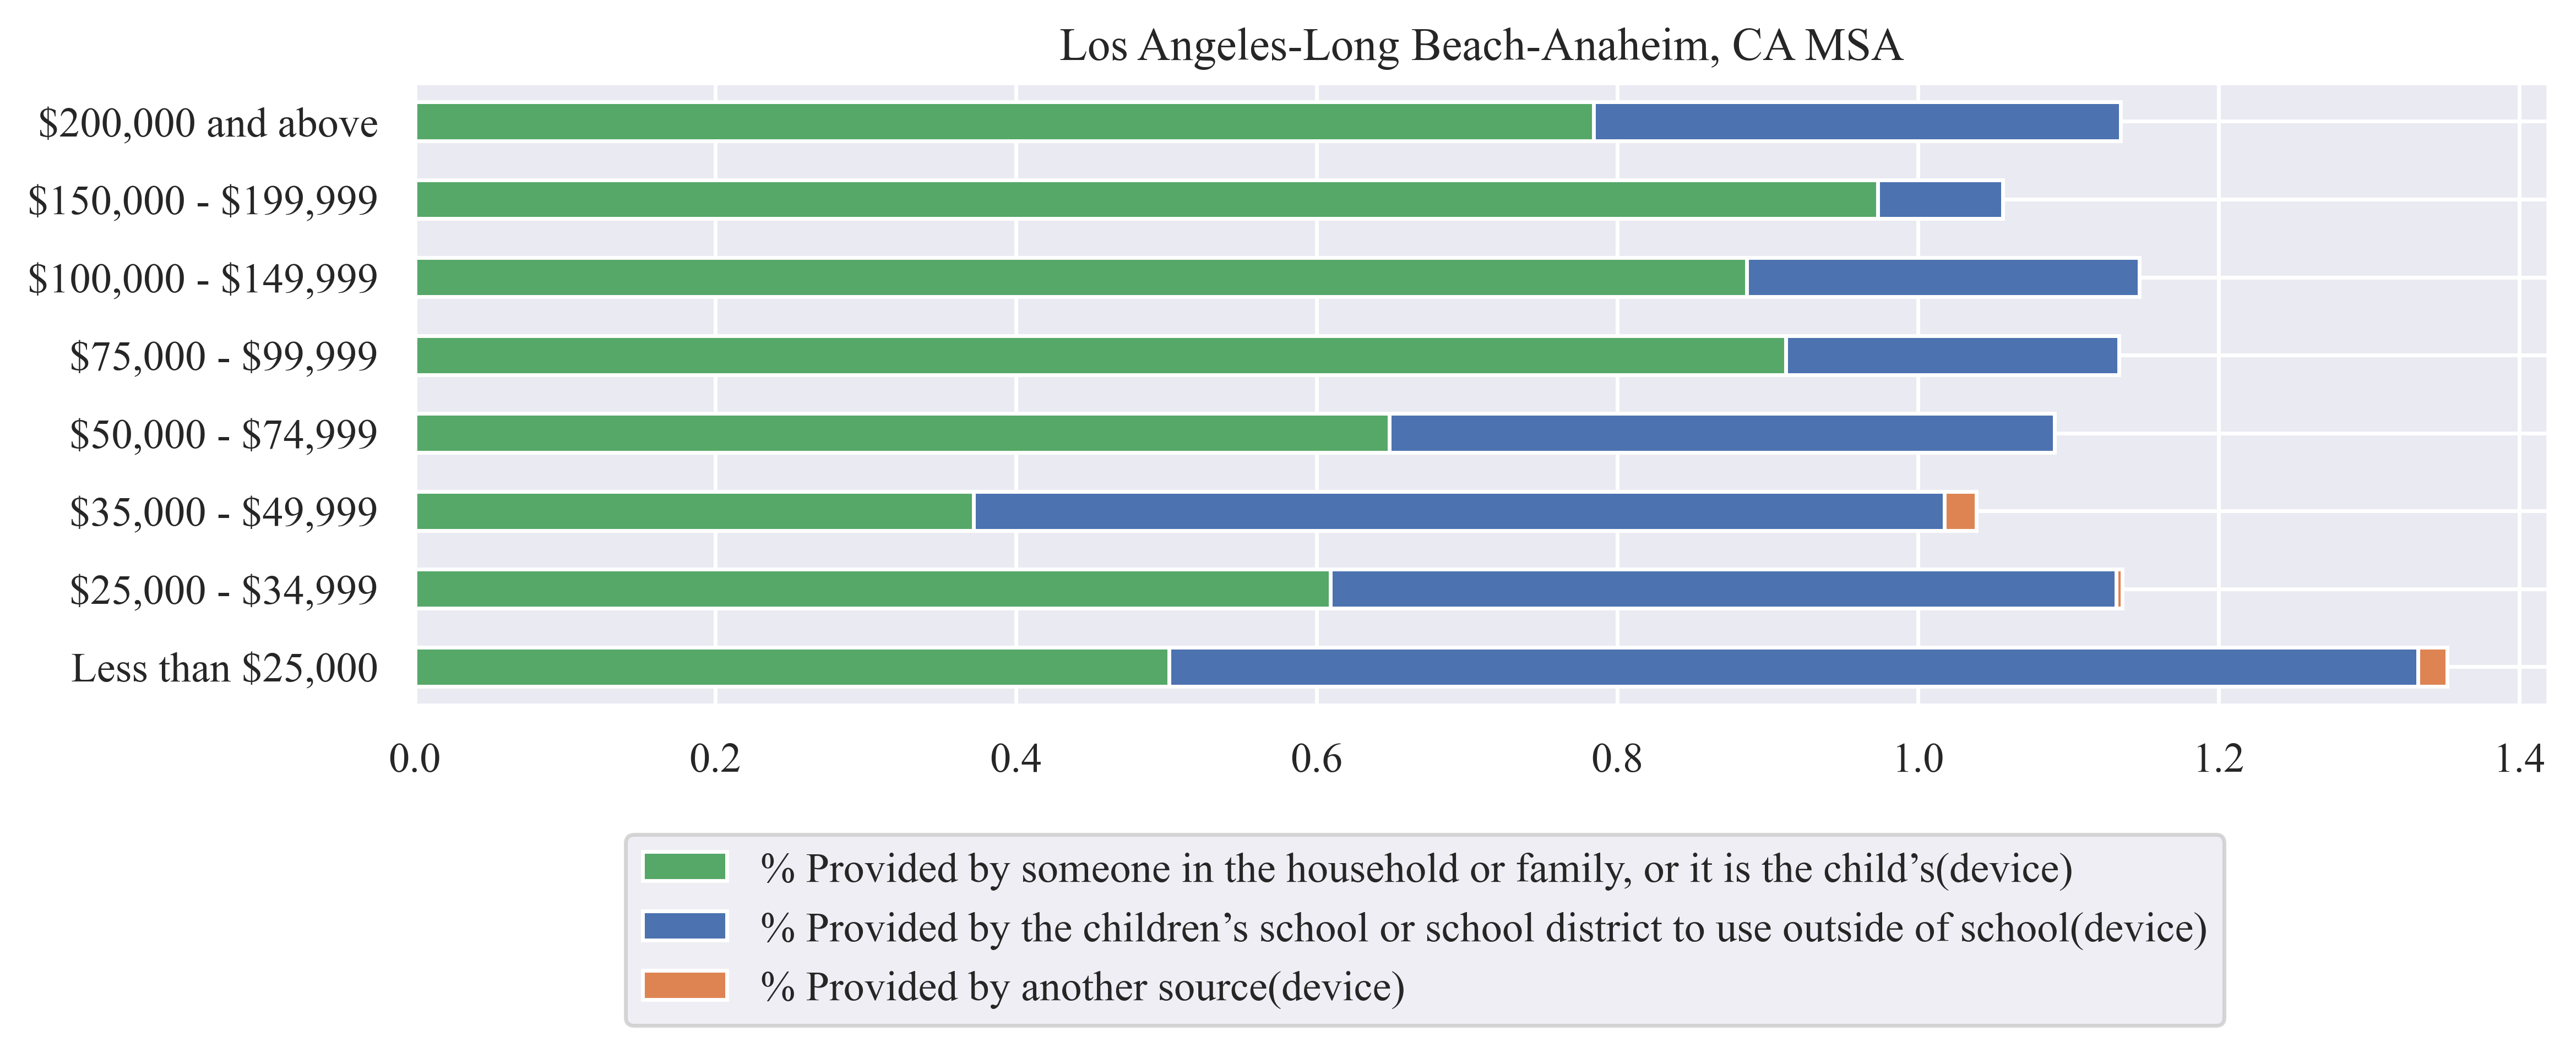 Los Angeles-Long Beach-Anaheim, CA MSA
$200,000 and above
$150,000 - $199,999
$100,000 - $149,999
$75,000 - $99,999
$50,000 - $74,999
$35,000 - $49,999
$25,000 - $34,999
Less than $25,000
0.0 0.2 0.4 0.6 0.8 1.0 1.2 1.4
% Provided by someone in the household or family, or it is the child’s(device)
% Provided by the children’s school or school district to use outside of school(device)
% Provided by another source(device)